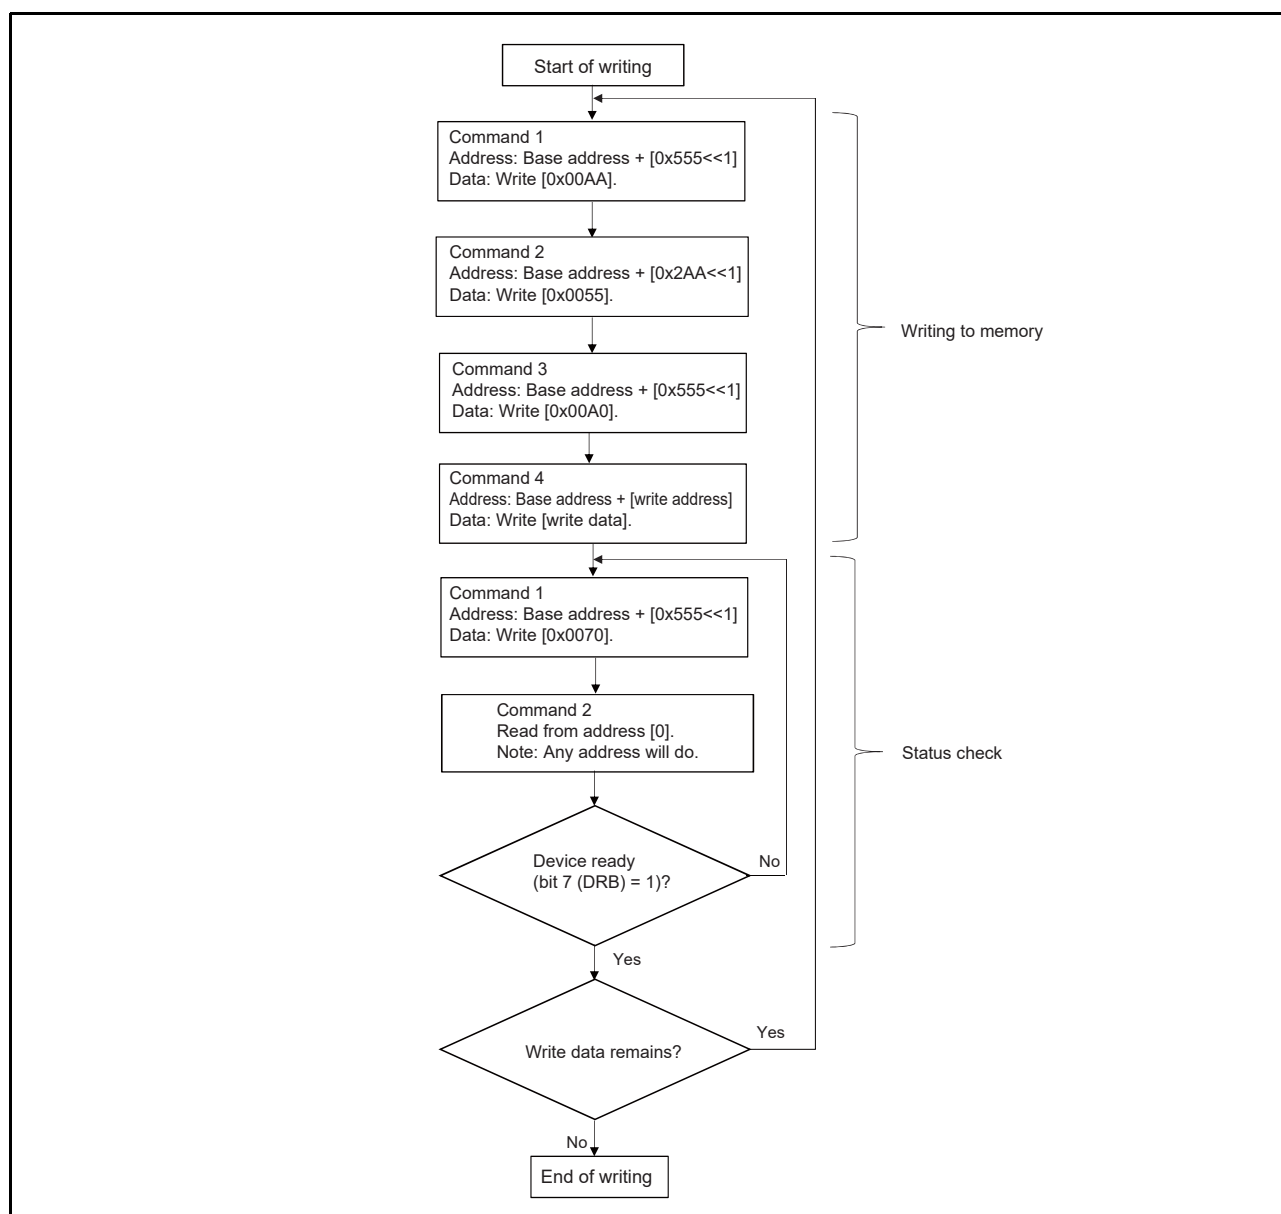 Start of writing
Command 1
Address: Base address + [0x555<<1]
Data: Write [0x00AA].
Command 2
Address: Base address + [0x2AA<<1]
Data: Write [0x0055].
Writing to memory
Command 3
Address: Base address + [0x555<<1]
Data: Write [0x00A0].
Command 4
Address: Base address + [write address]
Data: Write [write data].
Command 1
Address: Base address + [0x555<<1]
Data: Write [0x0070].
Command 2
Read from address [0].
Note: Any address will do.
Status check
Device ready
(bit 7 (DRB) = 1)?
No
Yes
Write data remains?
Yes
No
End of writing